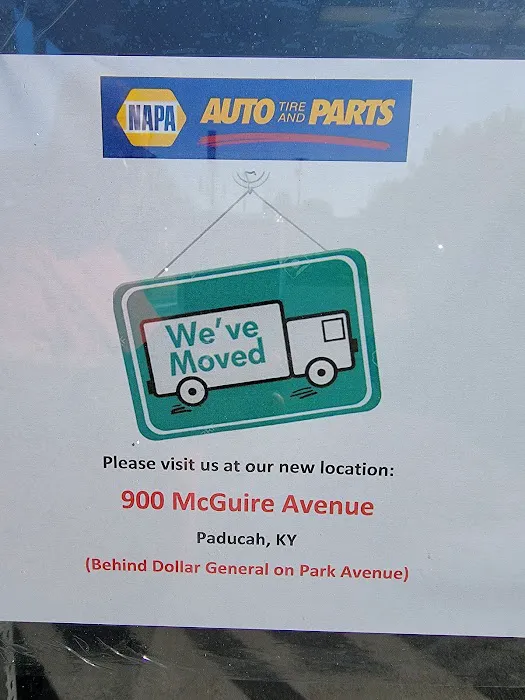 NAPA AUTO TIRE AND PARTS
We've
Moved
Please visit us at our new location:
900 McGuire Avenue
Paducah, KY
(Behind Dollar General on Park Avenue)